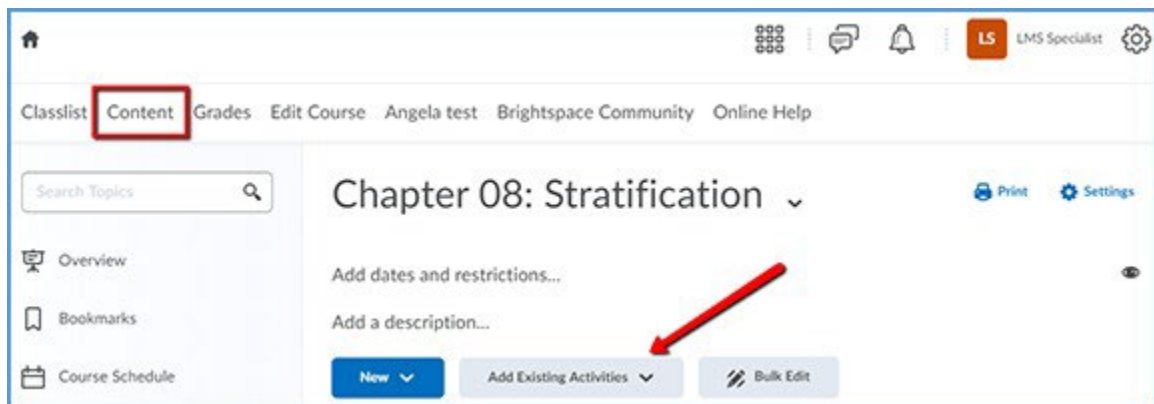 LS LMS Specialist
Classlist Content Grades Edit Course Angela test Brightspace Community Online Help
Search Topics
Chapter 08: Stratification
Print Settings
Overview
Add dates and restrictions...
Bookmarks
Add a description...
Course Schedule
New Add Existing Activities Bulk Edit